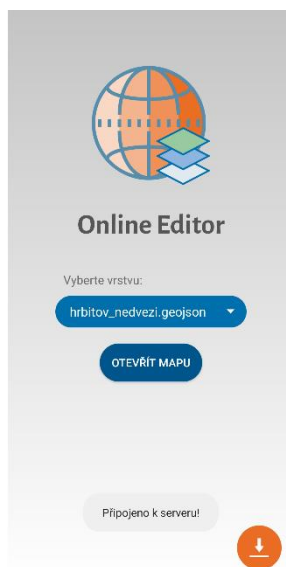 Online Editor
Vyberte vrstvu:
hrbitov_nedvezi.geojson
OTEVŘÍT MAPU
Připojeno k serveru!